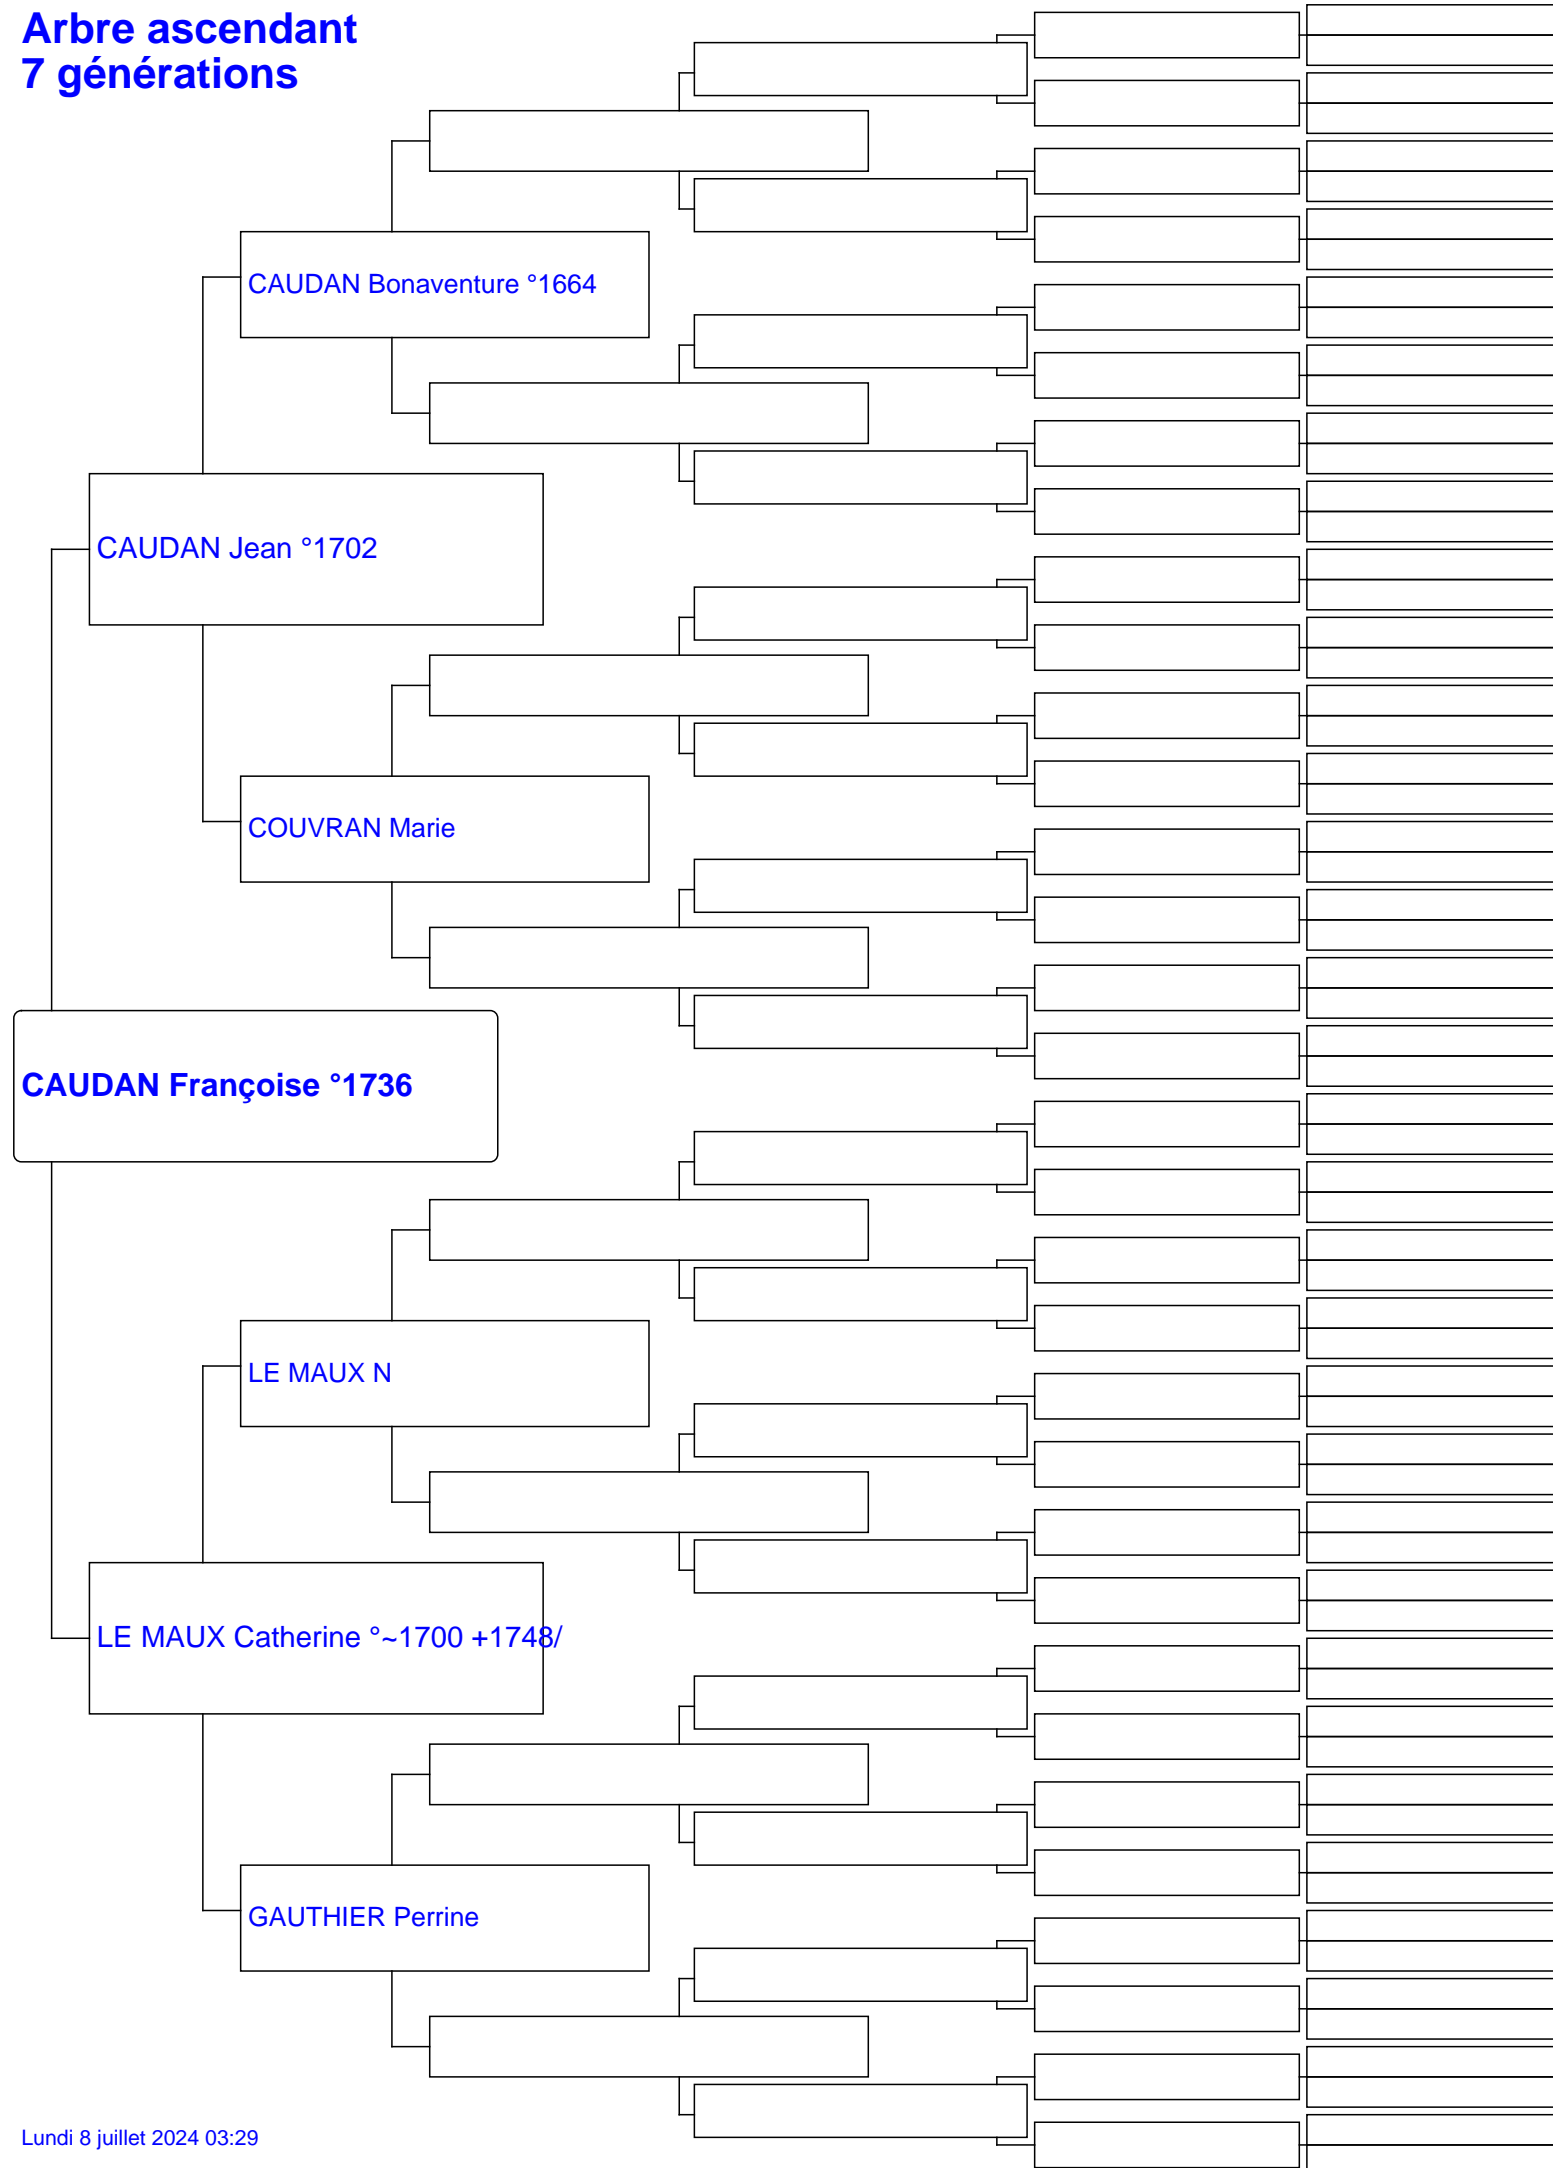 Arbre ascendant
7 générations
CAUDAN Bonaventure °1664
CAUDAN Jean °1702
COUVRAN Marie
CAUDAN Françoise °1736
LE MAUX N
LE MAUX Catherine °~1700 +1748/
GAUTHIER Perrine
Lundi 8 juillet 2024 03:29